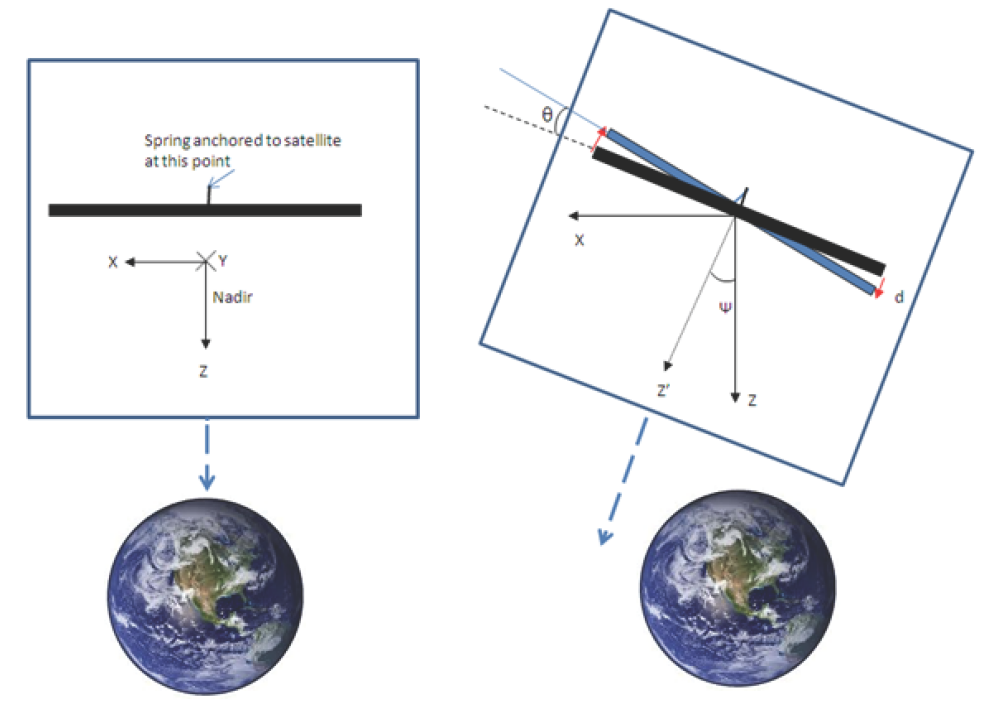 Spring anchored to satellite
at this point
X
Y
Nadir
Z
θ
X
Ψ
d
Z'
Z